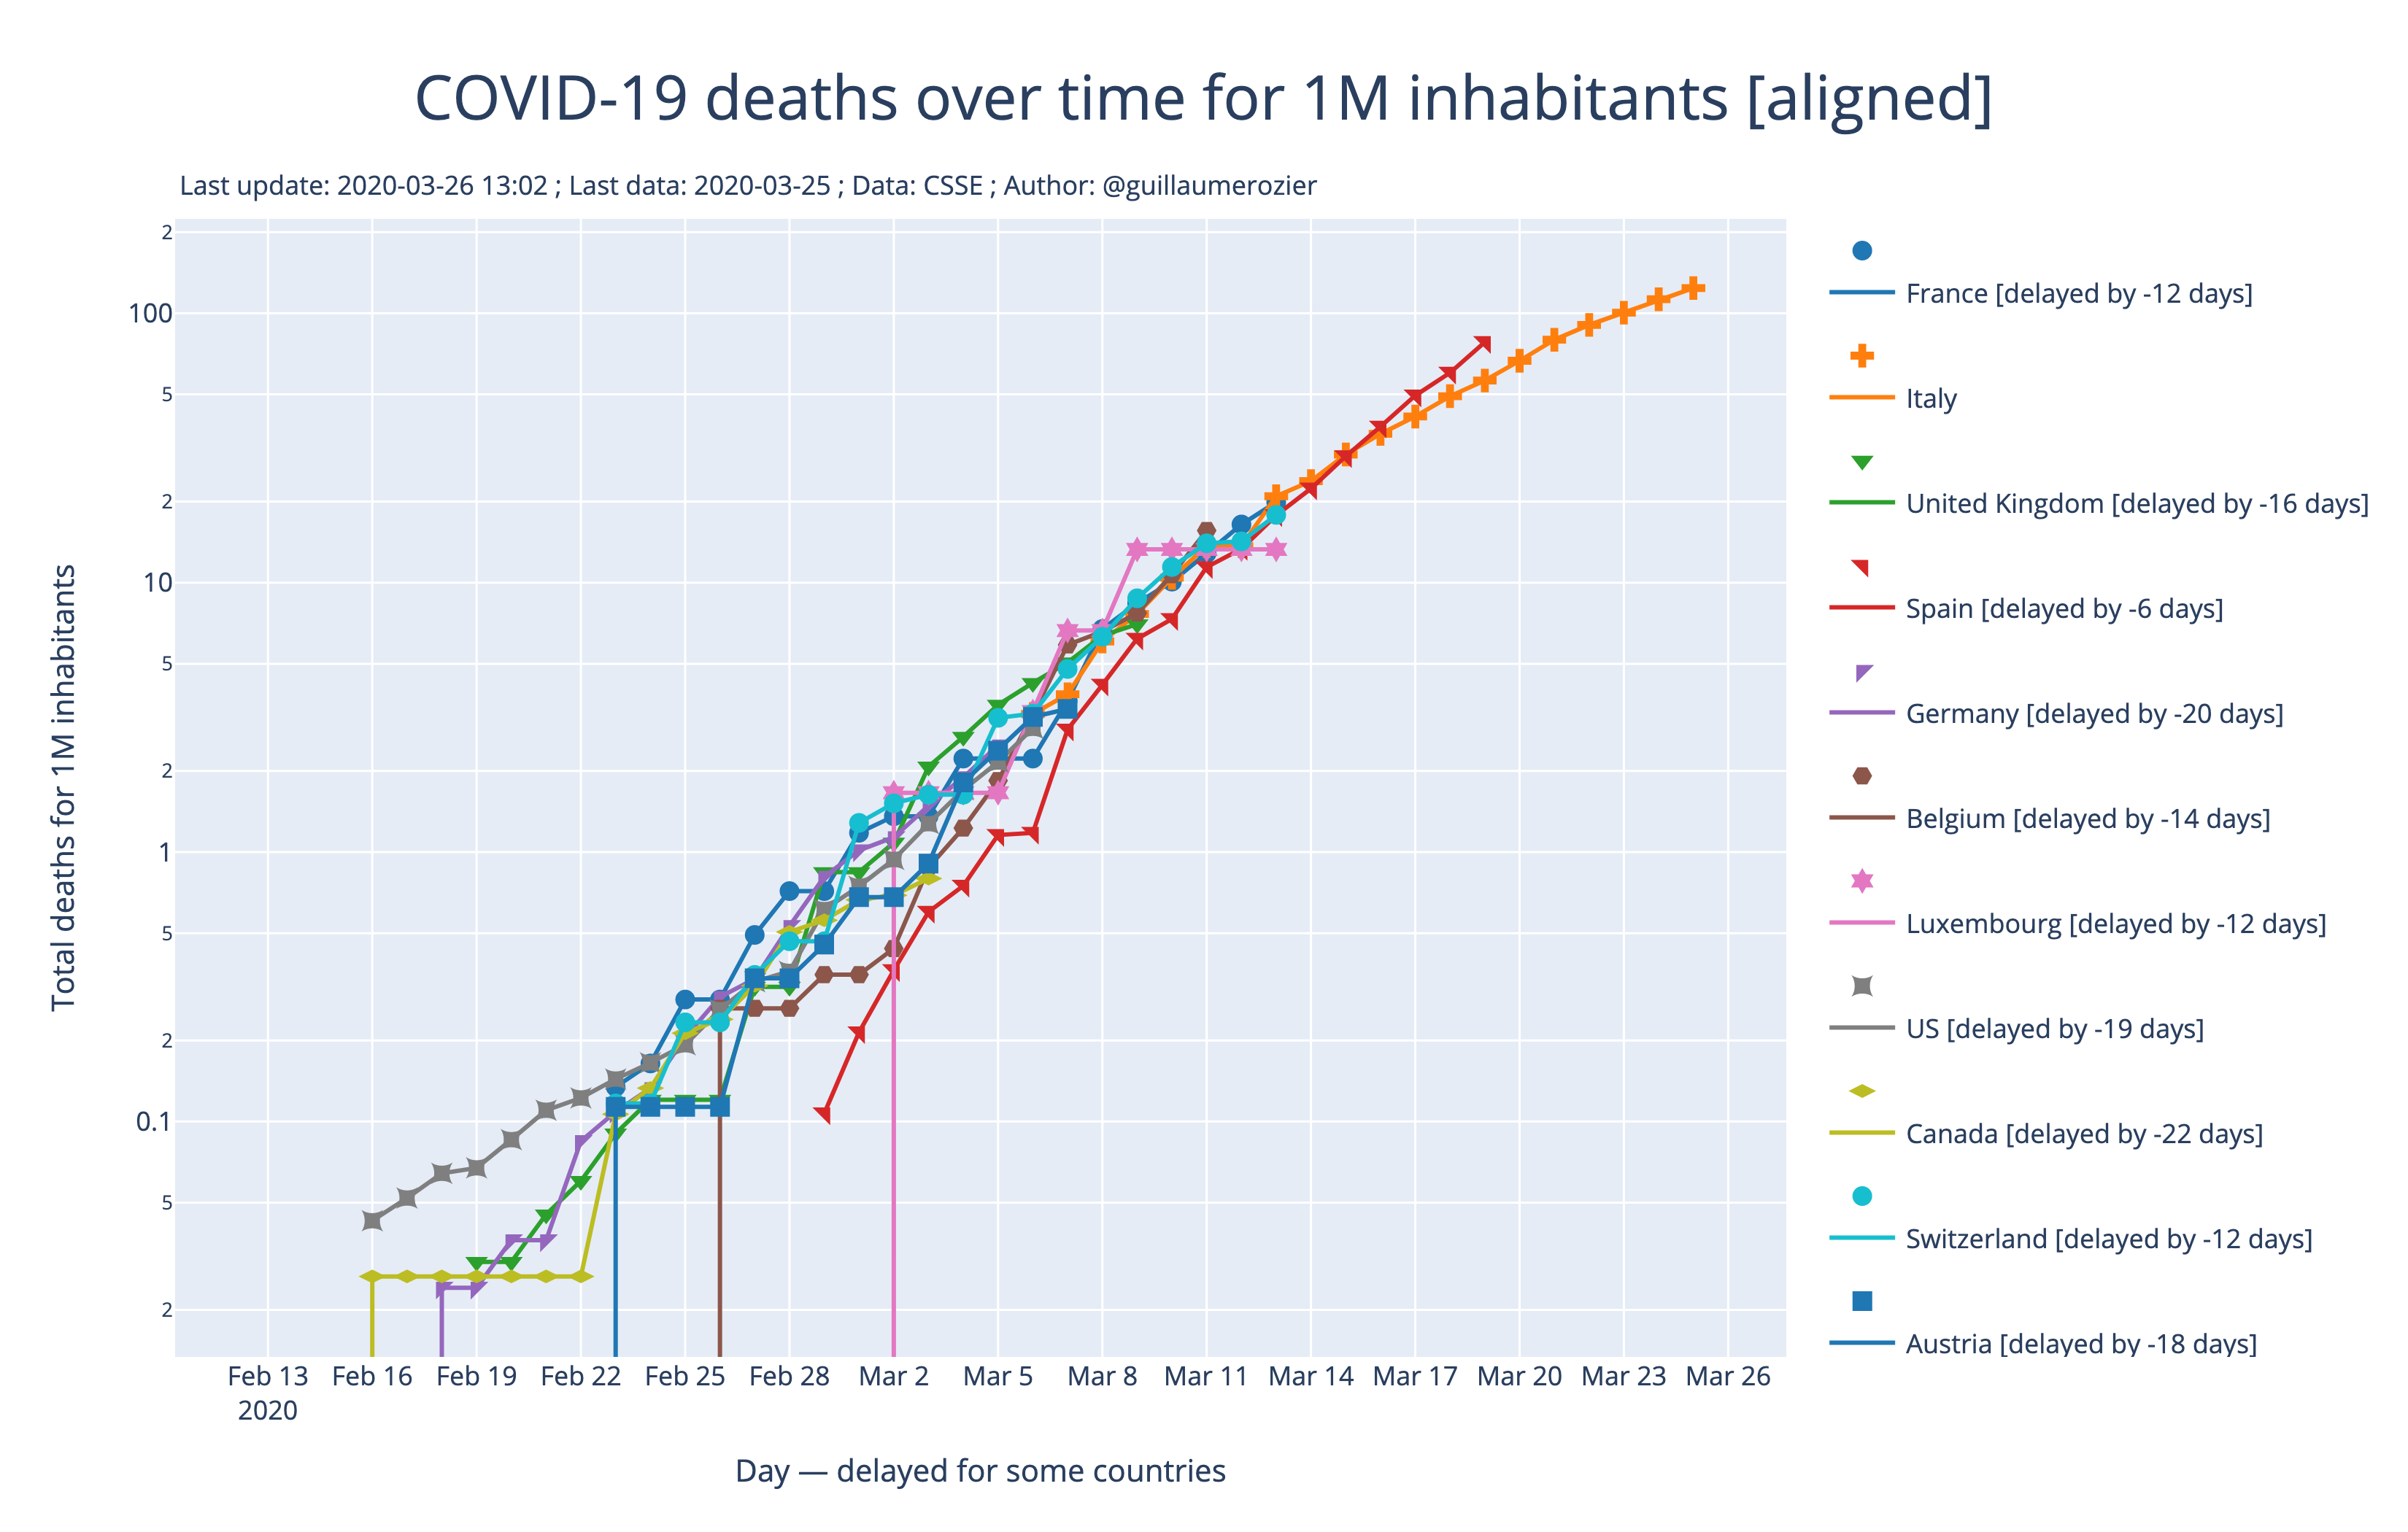 COVID-19 deaths over time for 1M inhabitants [aligned]
Last update: 2020-03-26 13:02 ; Last data: 2020-03-25 ; Data: CSSE ; Author: @guillaumerozier
2
100
5
2
10
5
2
1
5
2
0.1
5
2
Total deaths for 1M inhabitants
Feb 13 Feb 16 Feb 19 Feb 22 Feb 25 Feb 28 Mar 2 Mar 5 Mar 8 Mar 11 Mar 14 Mar 17 Mar 20 Mar 23 Mar 26
2020
Day — delayed for some countries
France [delayed by -12 days]
Italy
United Kingdom [delayed by -16 days]
Spain [delayed by -6 days]
Germany [delayed by -20 days]
Belgium [delayed by -14 days]
Luxembourg [delayed by -12 days]
US [delayed by -19 days]
Canada [delayed by -22 days]
Switzerland [delayed by -12 days]
Austria [delayed by -18 days]